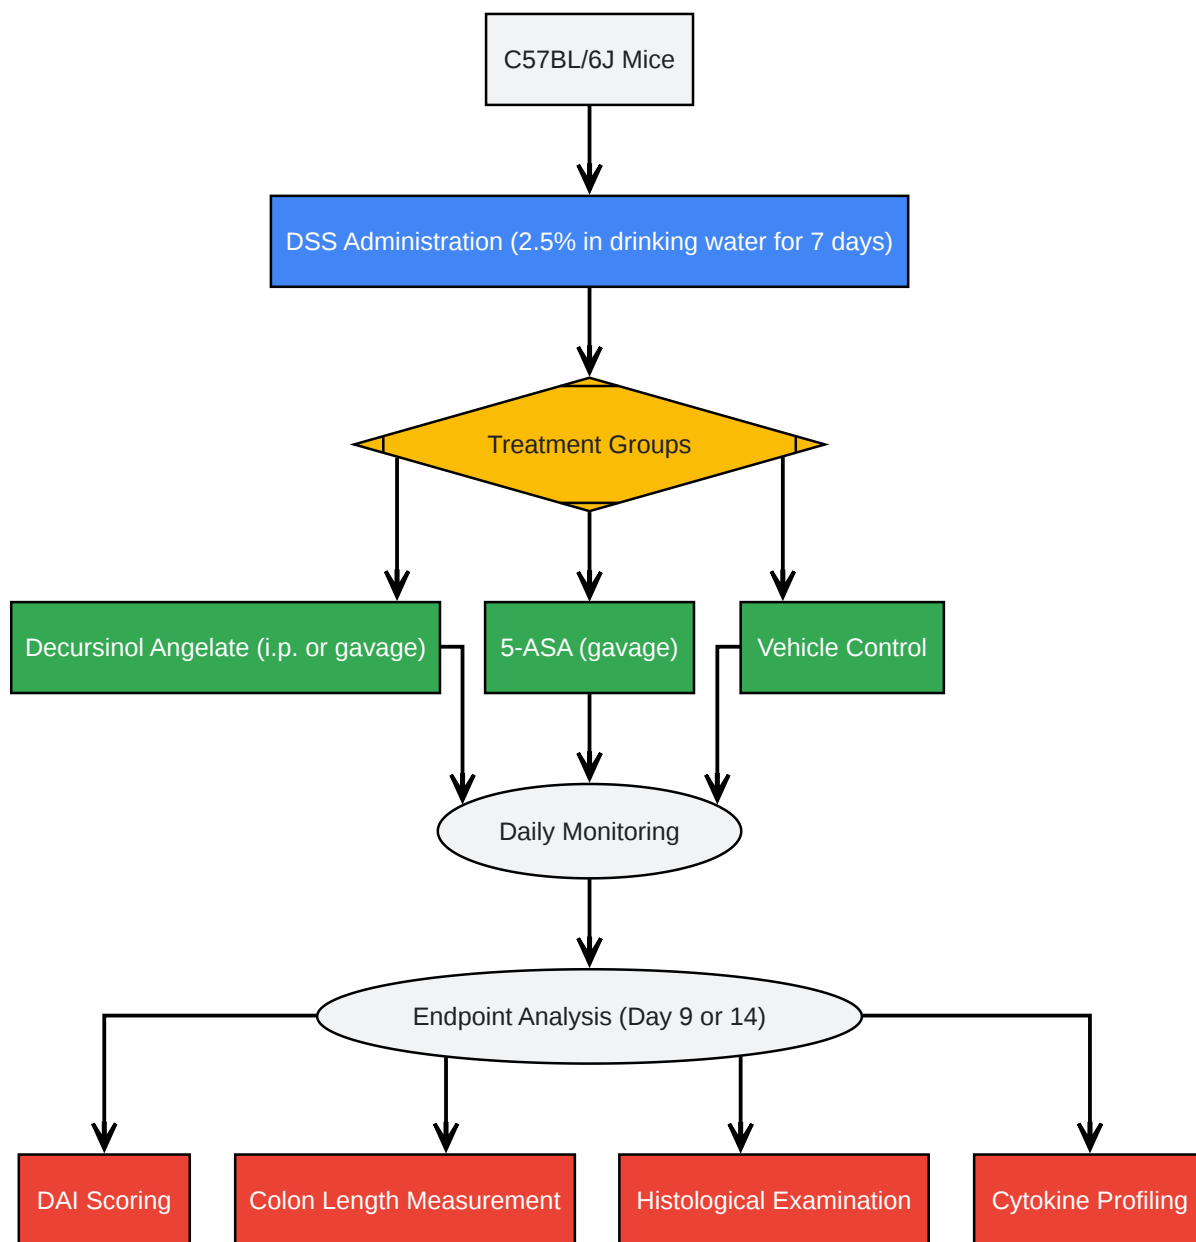 C57BL/6J Mice
DSS Administration (2.5% in drinking water for 7 days)
Treatment Groups
Decursinol Angelate (i.p. or gavage)
5-ASA (gavage)
Vehicle Control
Daily Monitoring
Endpoint Analysis (Day 9 or 14)
DAI Scoring
Colon Length Measurement
Histological Examination
Cytokine Profiling